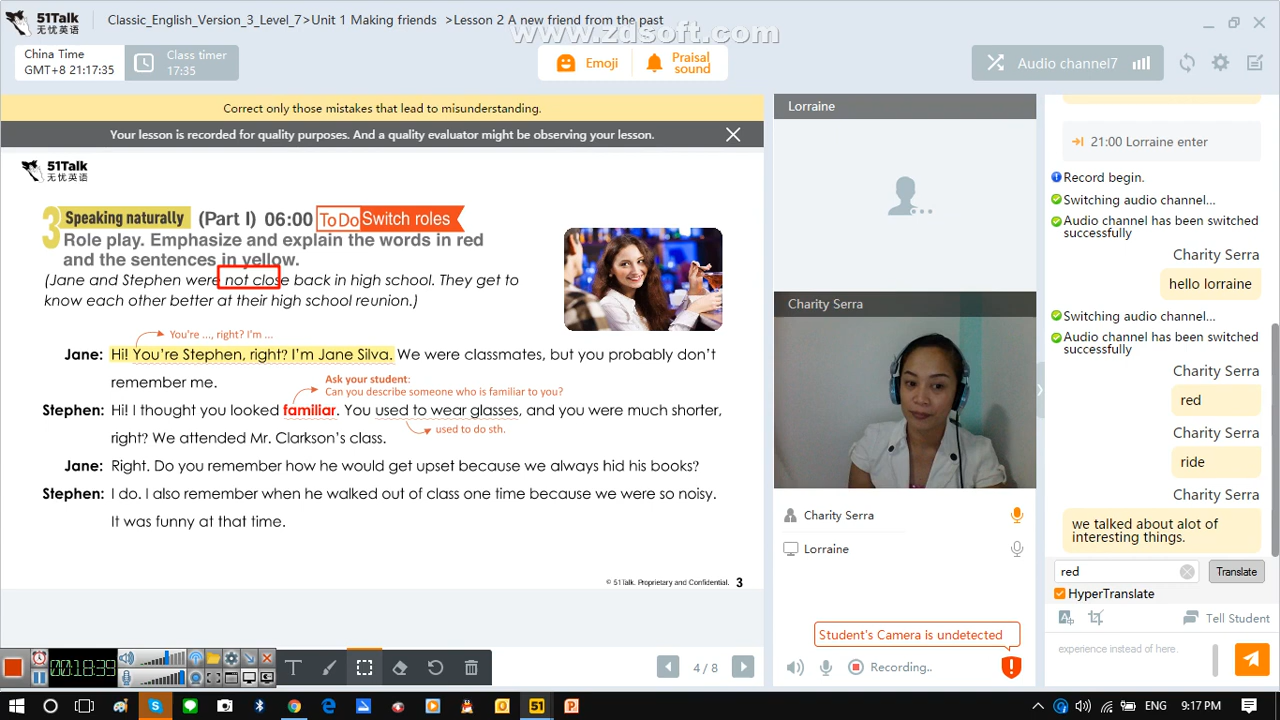 51Talk
无忧英语
Classic_English_Version_3_Level_7>Unit 1 Making friends >Lesson 2 A new friend from the past
www.zdsoft.com
China Time
GMT+8 21:17:35
Class timer
17:35
Emoji
Praisal
sound
Audio channel7
Correct only those mistakes that lead to misunderstanding.
Your lesson is recorded for quality purposes. And a quality evaluator might be observing your lesson.
51Talk
无忧英语
3 Speaking naturally (Part I) 06:00 To Do Switch roles
Role play. Emphasize and explain the words in red
and the sentences in yellow.
(Jane and Stephen were not close back in high school. They get to
know each other better at their high school reunion.)
You're ..., right? I'm ...
Jane: Hi! You're Stephen, right? I'm Jane Silva. We were classmates, but you probably don't
remember me.
Ask your student:
Can you describe someone who is familiar to you?
Stephen: Hi! I thought you looked familiar. You used to wear glasses, and you were much shorter,
used to do sth.
right? We attended Mr. Clarkson's class.
Jane: Right. Do you remember how he would get upset because we always hid his books?
Stephen: I do. I also remember when he walked out of class one time because we were so noisy.
It was funny at that time.
© 51Talk. Proprietary and Confidential. 3
Lorraine
Charity Serra
Charity Serra
Lorraine
Student's Camera is undetected
Recording..
21:00 Lorraine enter
Record begin.
Switching audio channel...
Audio channel has been switched
successfully
Charity Serra
hello lorraine
Switching audio channel...
Audio channel has been switched
successfully
Charity Serra
red
Charity Serra
ride
Charity Serra
we talked about alot of
interesting things.
red
Translate
HyperTranslate
Tell Student
experience instead of here.
00:18:39
T
4 / 8
51
ENG
9:17 PM